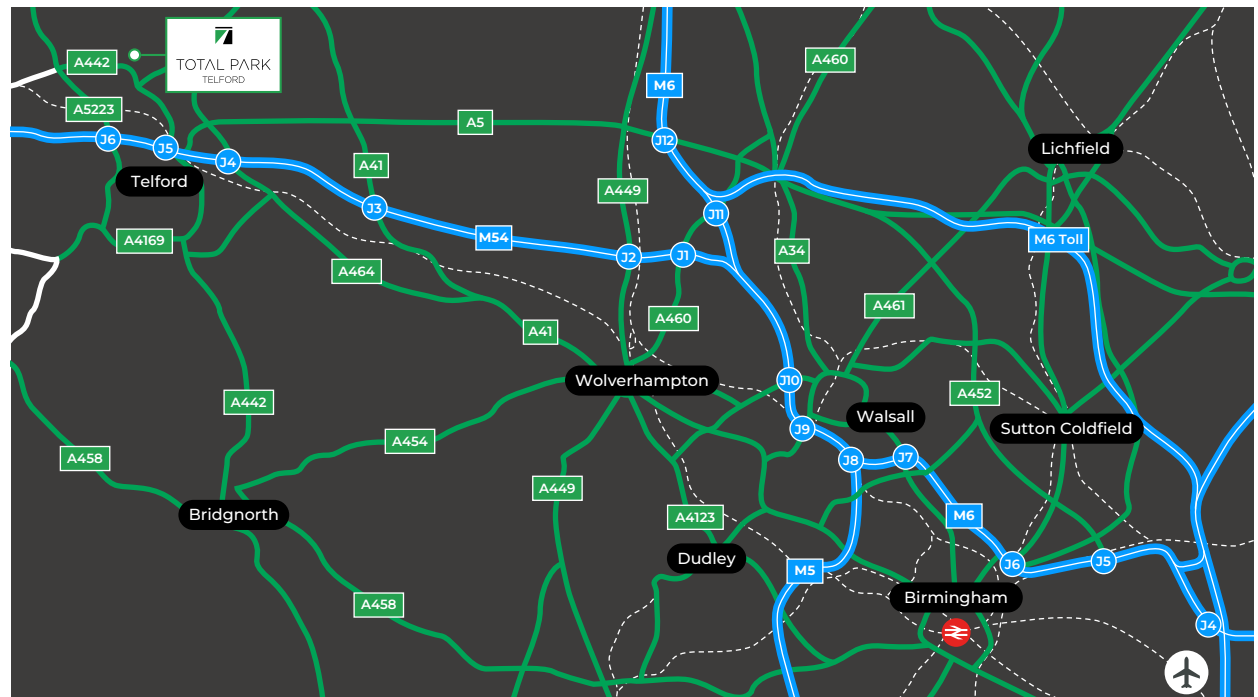 TOTAL PARK
TELFORD
A442
A460
M6
A5223
A5
J6
J5
J4
J12
Lichfield
A41
Telford
A449
J3
J11
A4169
M54
M6 Toll
J2
J1
A34
A464
A461
A460
A41
Wolverhampton
J10
A452
A442
Walsall
Sutton Coldfield
J9
A454
A458
J8
J7
A449
Bridgnorth
A4123
M6
Dudley
M5
J6
J5
Birmingham
A458
J4